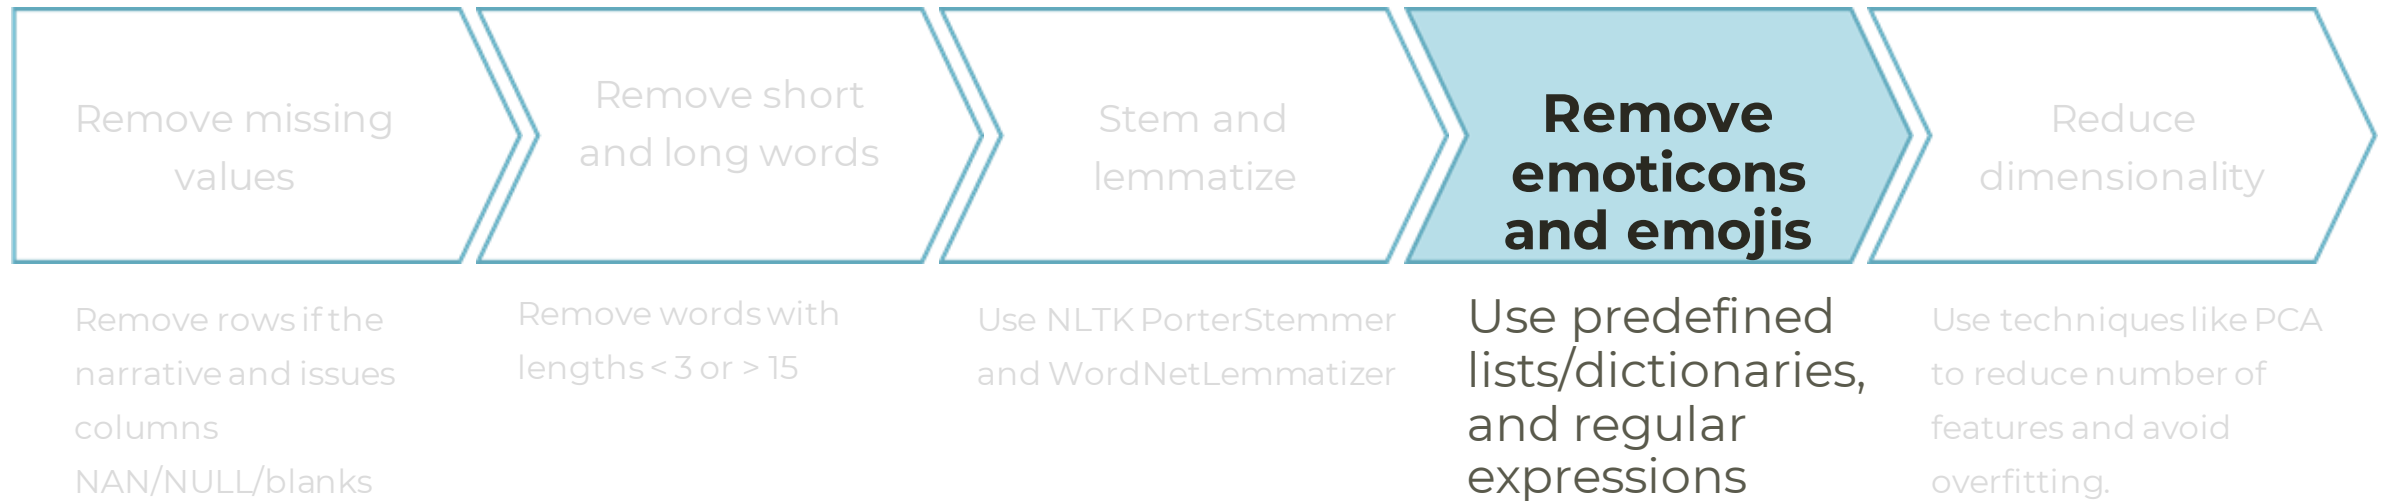 Remove missing
values
Remove short
and long words
Stem and
lemmatize
Remove
emoticons
and emojis
Reduce
dimensionality
Remove rows if the
narrative and issues
columns
NAN/NULL/blanks
Remove words with
lengths < 3 or > 15
Use NLTK PorterStemmer
and WordNetLemmatizer
Use predefined
lists/dictionaries,
and regular
expressions
Use techniques like PCA
to reduce number of
features and avoid
overfitting.